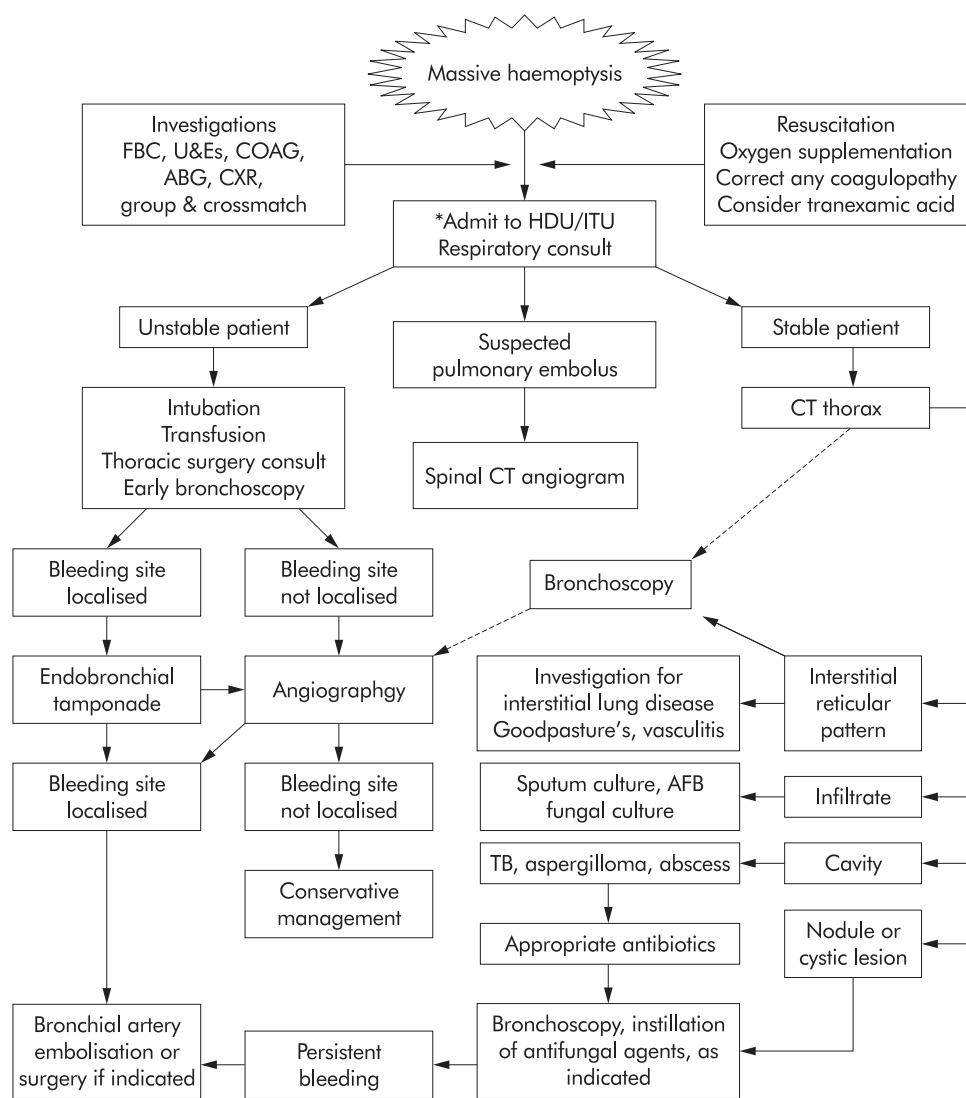 Massive haemoptysis
Investigations
FBC, U&Es, COAG,
ABG, CXR,
group & crossmatch
Resuscitation
Oxygen supplementation
Correct any coagulopathy
Consider tranexamic acid
*Admit to HDU/ITU
Respiratory consult
Unstable patient
Suspected
pulmonary embolus
Stable patient
Intubation
Transfusion
Thoracic surgery consult
Early bronchoscopy
Spinal CT angiogram
CT thorax
Bleeding site
localised
Bleeding site
not localised
Bronchoscopy
Endobronchial
tamponade
Angiographgy
Investigation for
interstitial lung disease
Goodpasture's, vasculitis
Interstitial
reticular
pattern
Bleeding site
localised
Bleeding site
not localised
Sputum culture, AFB
fungal culture
Infiltrate
Conservative
management
TB, aspergilloma, abscess
Cavity
Appropriate antibiotics
Nodule or
cystic lesion
Bronchial artery
embolisation or
surgery if indicated
Persistent
bleeding
Bronchoscopy, instillation
of antifungal agents, as
indicated